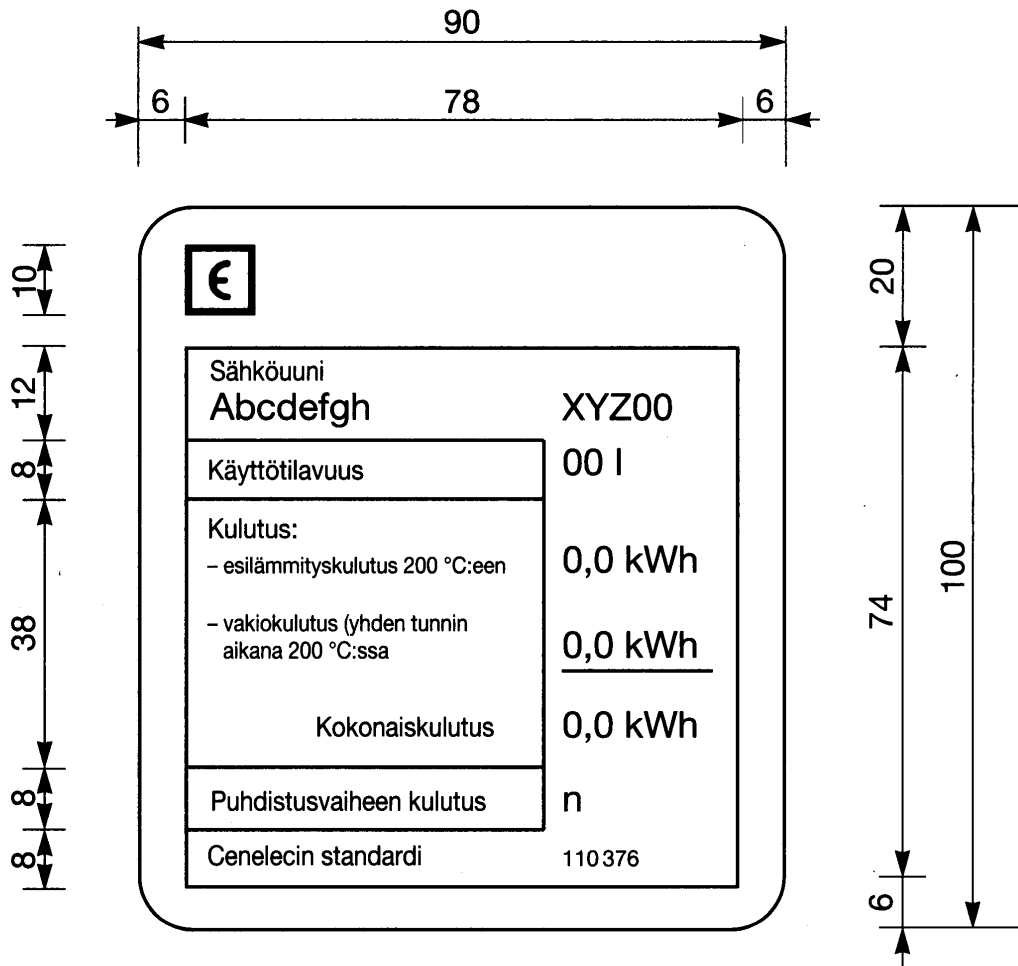 90
6 78 6
10
20
Є
12
Sähköuuni
Abcdefgh XYZ00
8
Käyttötilavuus 00 l
38
Kulutus:
– esilämmityskulutus 200 °C:een 0,0 kWh
– vakiokulutus (yhden tunnin
aikana 200 °C:ssa 0,0 kWh
Kokonaiskulutus 0,0 kWh
74
100
8
Puhdistusvaiheen kulutus n
8
Cenelecin standardi 110 376
6